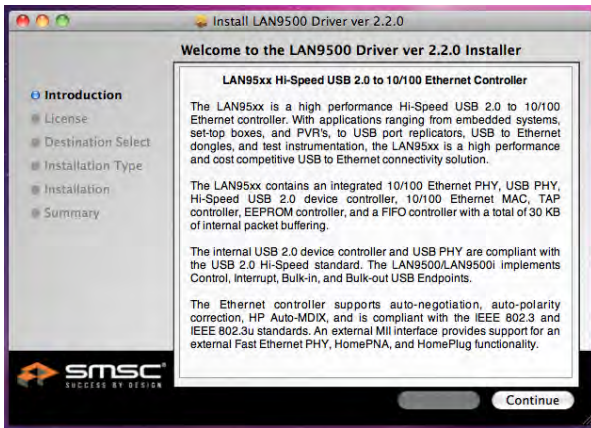 Install LAN9500 Driver ver 2.2.0
Welcome to the LAN9500 Driver ver 2.2.0 Installer
Introduction
License
Destination Select
Installation Type
Installation
Summary
LAN95xx Hi-Speed USB 2.0 to 10/100 Ethernet Controller
The LAN95xx is a high performance Hi-Speed USB 2.0 to 10/100
Ethernet controller. With applications ranging from embedded systems,
set-top boxes, and PVR's, to USB port replicators, USB to Ethernet
dongles, and test instrumentation, the LAN95xx is a high performance
and cost competitive USB to Ethernet connectivity solution.
The LAN95xx contains an integrated 10/100 Ethernet PHY, USB PHY,
Hi-Speed USB 2.0 device controller, 10/100 Ethernet MAC, TAP
controller, EEPROM controller, and a FIFO controller with a total of 30 KB
of internal packet buffering.
The internal USB 2.0 device controller and USB PHY are compliant with
the USB 2.0 Hi-Speed standard. The LAN9500/LAN9500i implements
Control, Interrupt, Bulk-in, and Bulk-out USB Endpoints.
The Ethernet controller supports auto-negotiation, auto-polarity
correction, HP Auto-MDIX, and is compliant with the IEEE 802.3 and
IEEE 802.3u standards. An external MII interface provides support for an
external Fast Ethernet PHY, HomePNA, and HomePlug functionality.
smsc
SUCCESS BY DESIGN
Continue